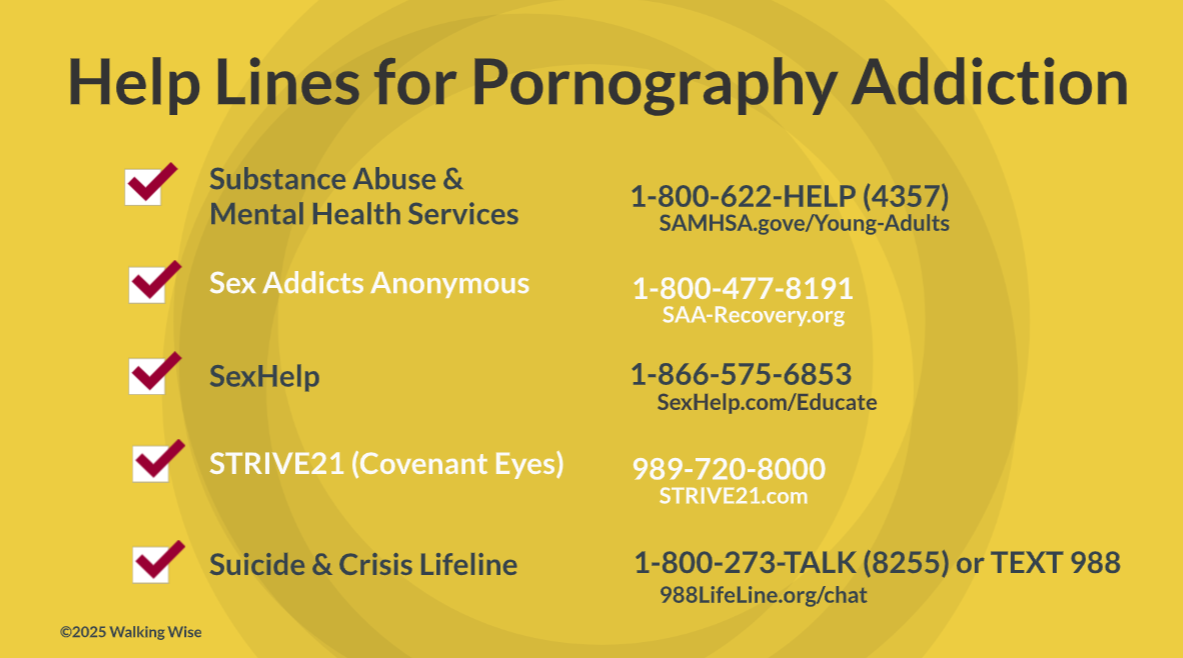 Help Lines for Pornography Addiction
Substance Abuse &
Mental Health Services
1-800-622-HELP (4357)
SAMHSA.gove/Young-Adults
Sex Addicts Anonymous
1-800-477-8191
SAA-Recovery.org
SexHelp
1-866-575-6853
SexHelp.com/Educate
STRIVE21 (Covenant Eyes)
989-720-8000
STRIVE21.com
Suicide & Crisis Lifeline
1-800-273-TALK (8255) or TEXT 988
988LifeLine.org/chat
©2025 Walking Wise